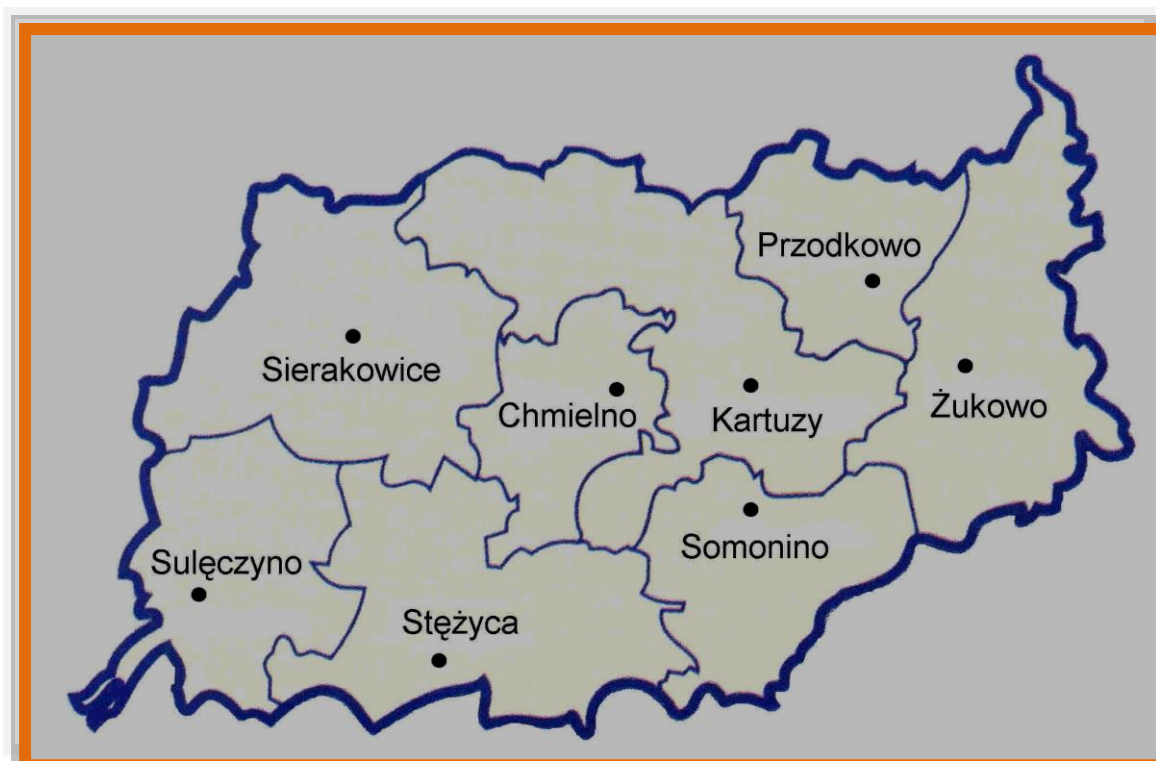 Przodkowo
Sierakowice
Chmielno
Kartuzy
Żukowo
Sulęczyno
Somonino
Stężyca